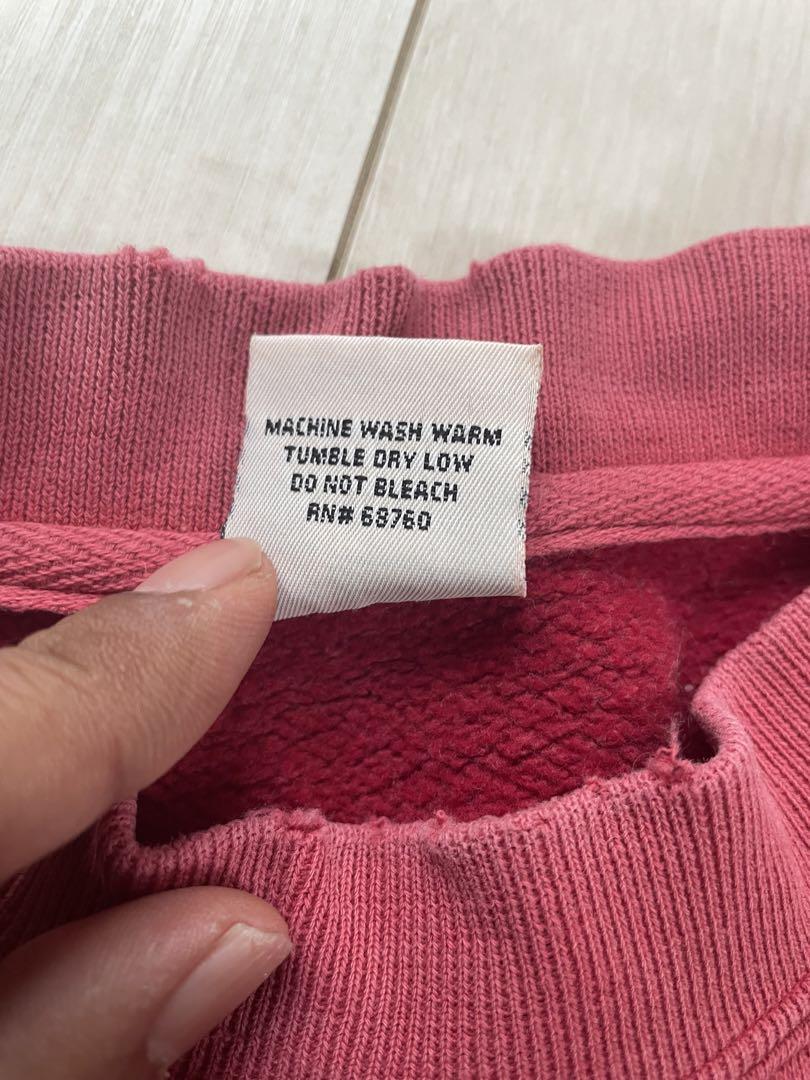 MACHINE WASH WARM
TUMBLE DRY LOW
DO NOT BLEACH
RN# 68760